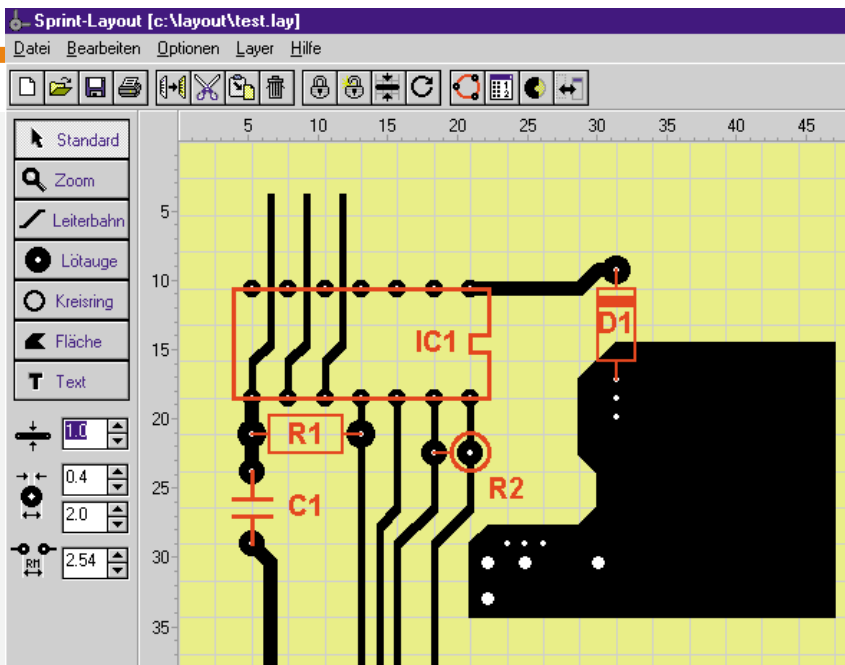 Sprint-Layout [c:\layout\test.lay]
Datei Bearbeiten Optionen Layer Hilfe
5 10 15 20 25 30 35 40 45
Standard
Zoom
Leiterbahn
Lötauge
Kreisring
Fläche
Text
1.0
0.4
2.0
RM
2.54
5
10
15
20
25
30
35
IC1
D1
R1
R2
C1